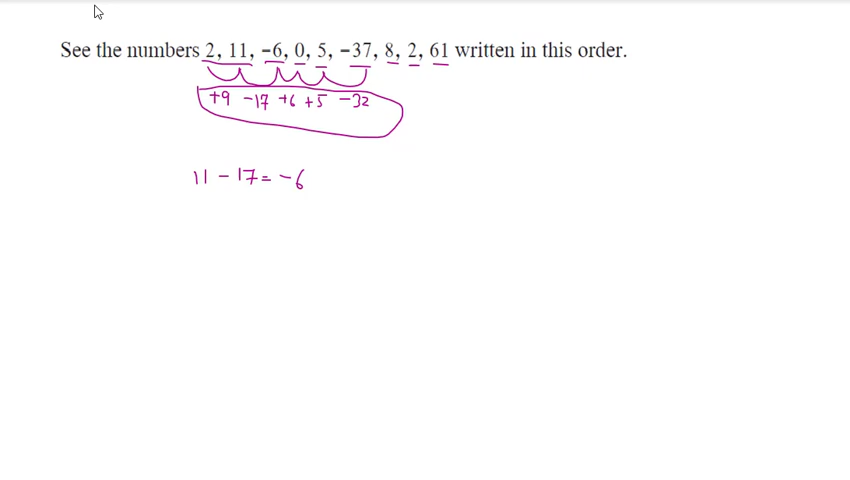 See the numbers 2, 11, −6, 0, 5, −37, 8, 2, 61 written in this order.
+9 −17 +6 +5 −32
11 − 17 = −6